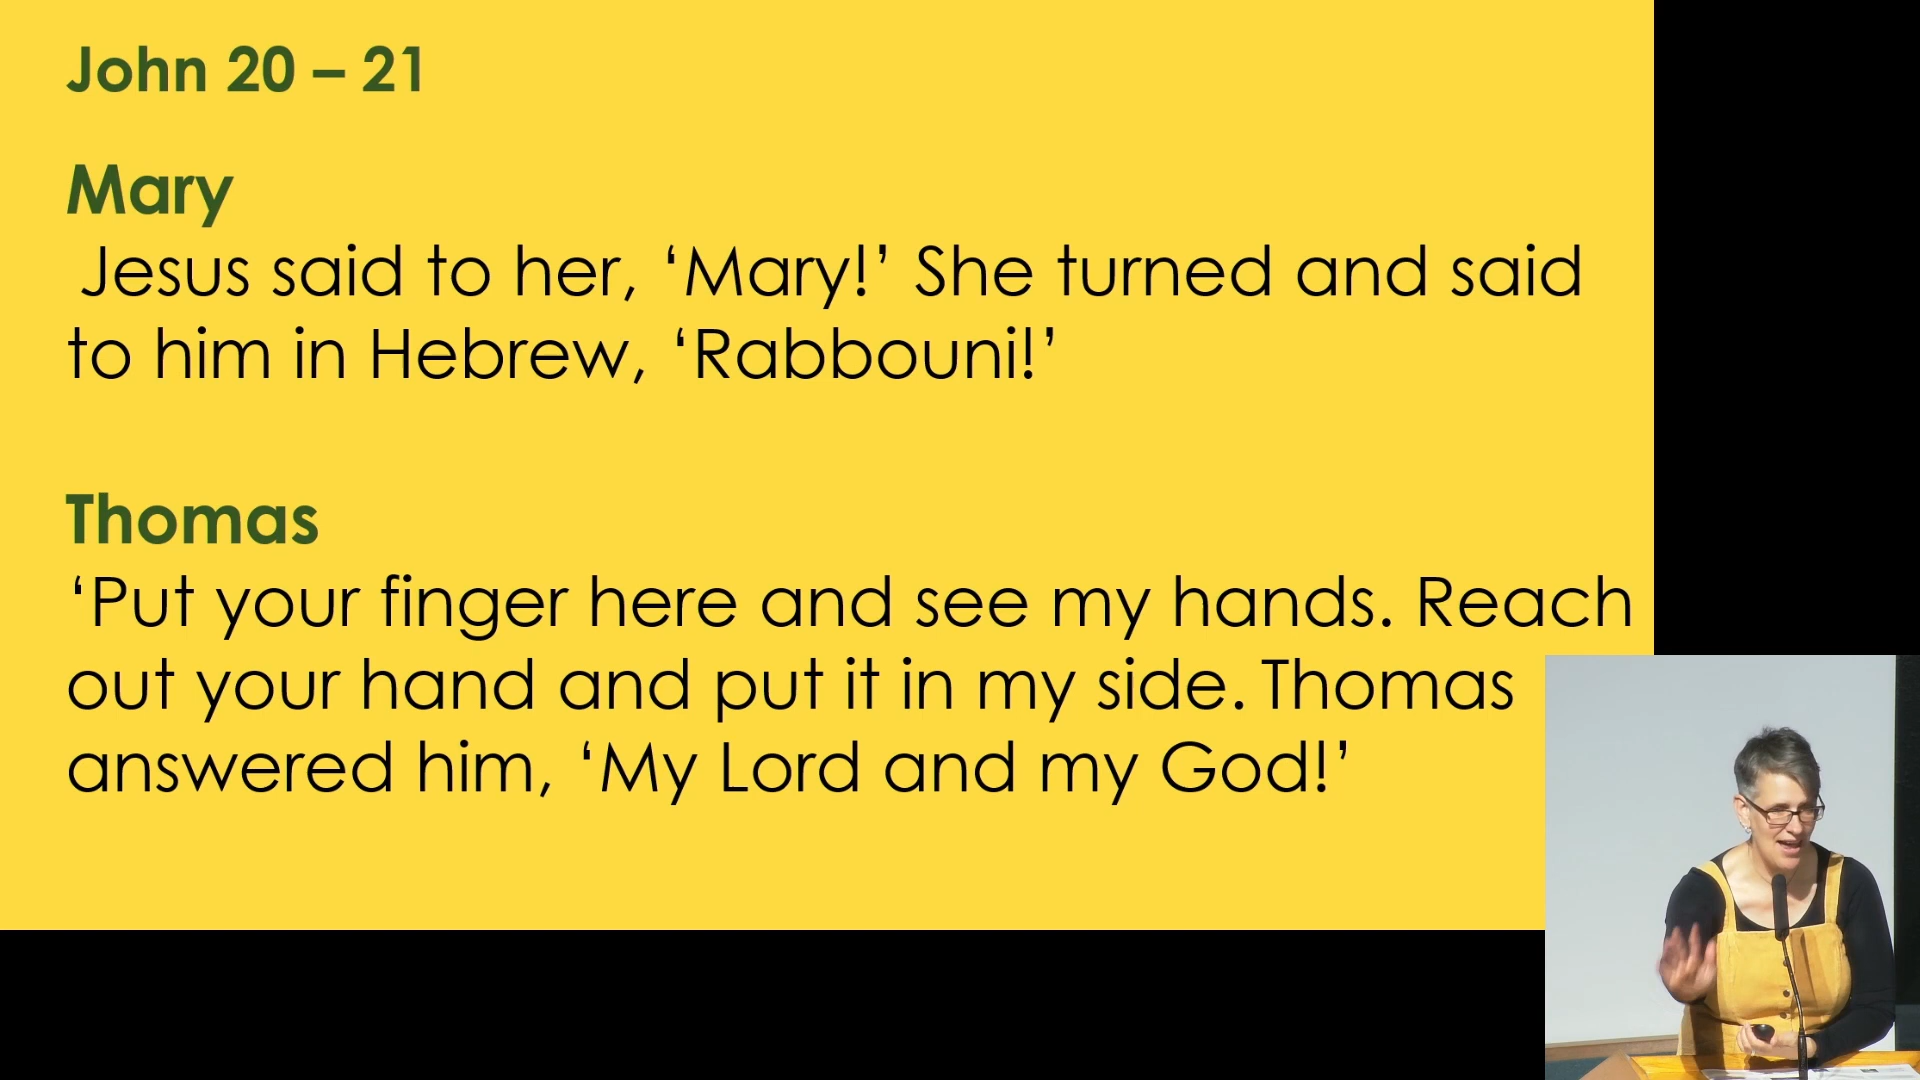 John 20 – 21
Mary
Jesus said to her, ‘Mary!’ She turned and said
to him in Hebrew, ‘Rabbouni!’
Thomas
‘Put your finger here and see my hands. Reach
out your hand and put it in my side. Thomas
answered him, ‘My Lord and my God!’